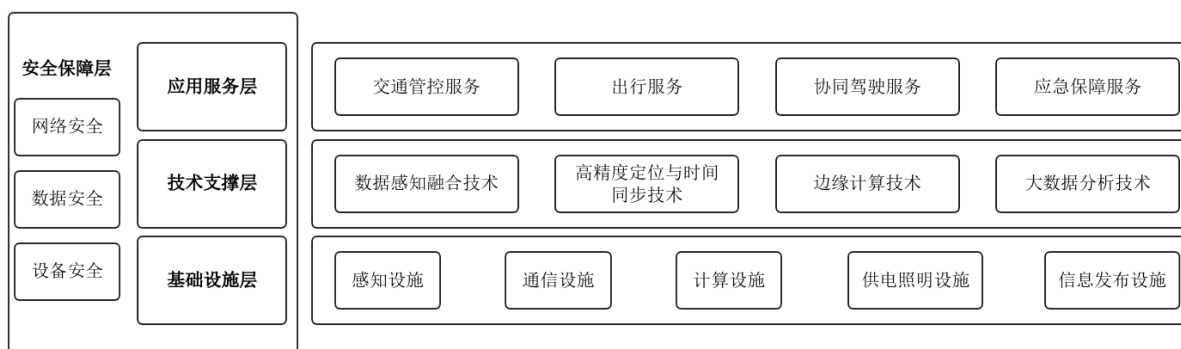 安全保障层
网络安全
数据安全
设备安全
应用服务层
交通管控服务
出行服务
协同驾驶服务
应急保障服务
技术支撑层
数据感知融合技术
高精度定位与时间
同步技术
边缘计算技术
大数据分析技术
基础设施层
感知设施
通信设施
计算设施
供电照明设施
信息发布设施